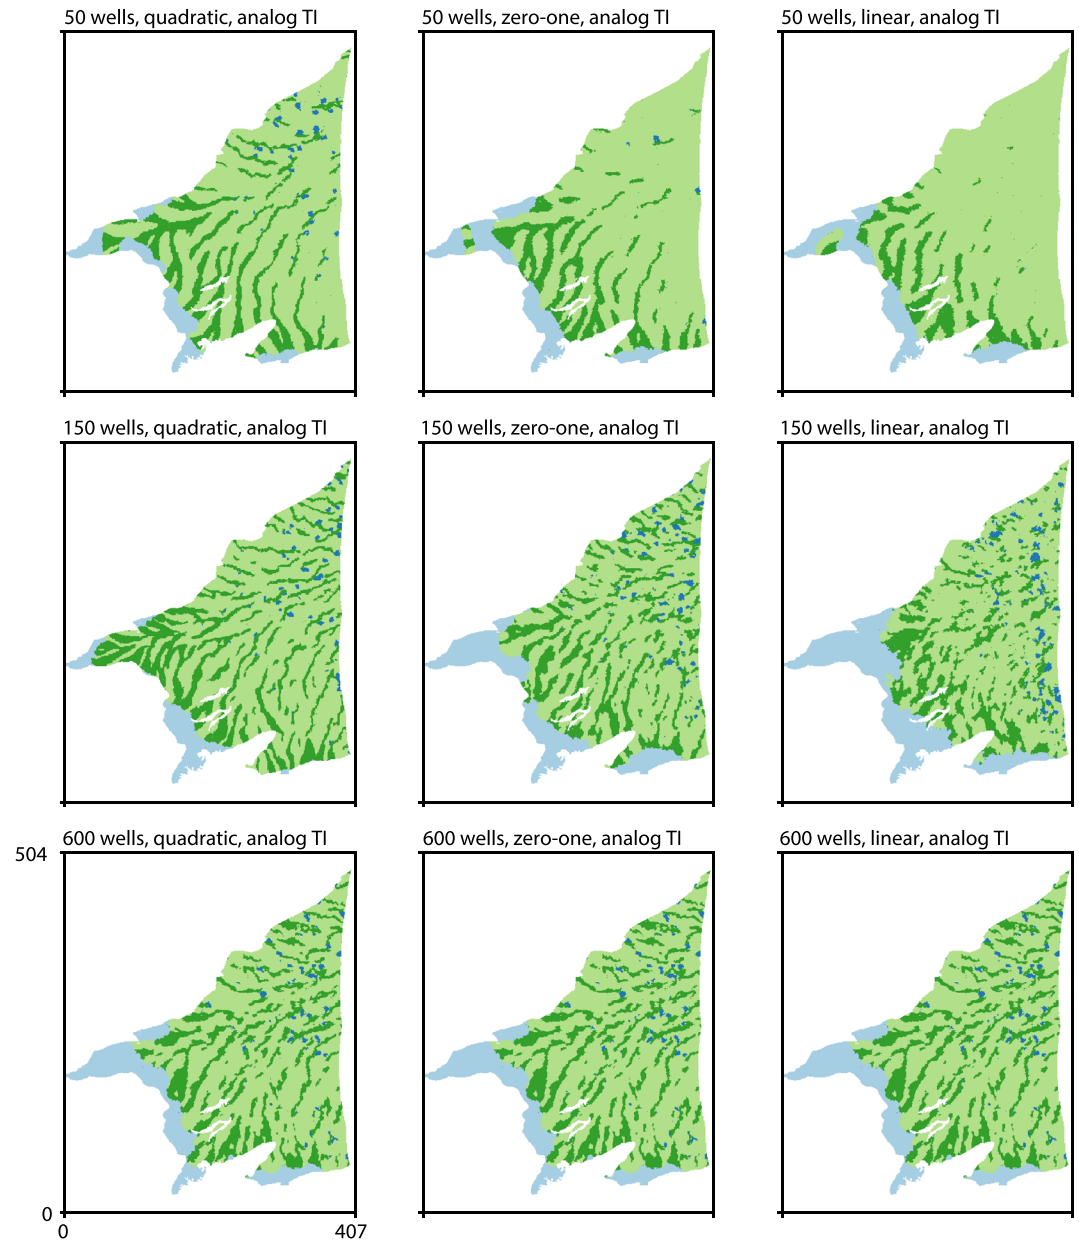 50 wells, quadratic, analog TI
50 wells, zero-one, analog TI
50 wells, linear, analog TI
150 wells, quadratic, analog TI
150 wells, zero-one, analog TI
150 wells, linear, analog TI
600 wells, quadratic, analog TI
600 wells, zero-one, analog TI
600 wells, linear, analog TI
504
0
0
407